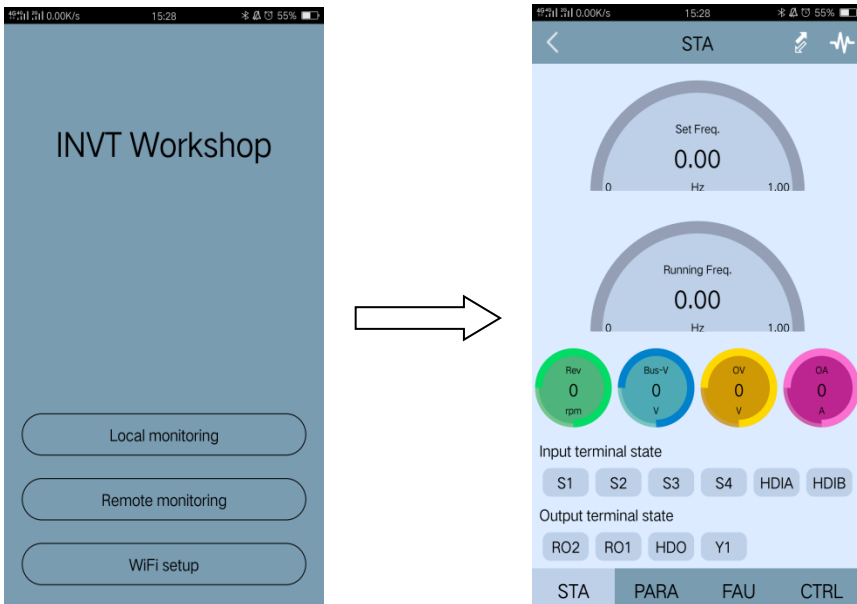 0.00K/s 15:28 55%
INVT Workshop
Local monitoring
Remote monitoring
WiFi setup
0.00K/s 15:28 55%
STA
Set Freq.
0.00
0 Hz 1.00
Running Freq.
0.00
0 Hz 1.00
Rev Bus-V OV OA
0 0 0 0
rpm V V A
Input terminal state
S1 S2 S3 S4 HDIA HDIB
Output terminal state
RO2 RO1 HDO Y1
STA PARA FAU CTRL